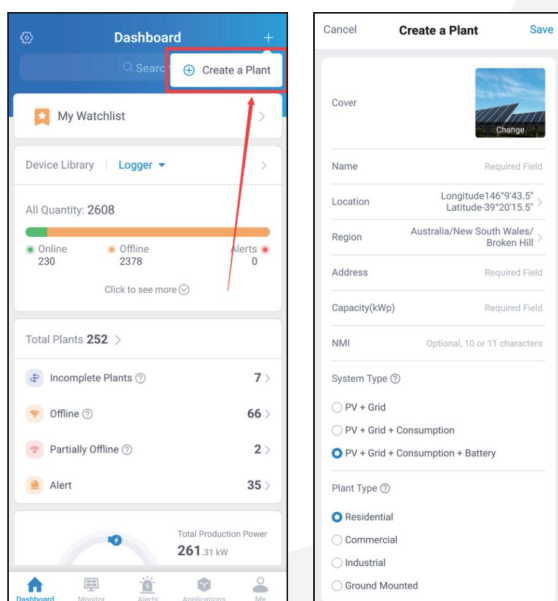 Dashboard
Search
Create a Plant
My Watchlist
Device Library
Logger
All Quantity: 2608
Online
230
Offline
2378
Alerts
0
Click to see more
Total Plants 252
Incomplete Plants
7
Offline
66
Partially Offline
2
Alert
35
Total Production Power
261.31 kW
Dashboard
Monitor
Alerts
Applications
Me
Cancel
Create a Plant
Save
Cover
Change
Name
Required Field
Location
Longitude146°9'43.5"
Latitude-39°20'15.5"
Region
Australia/New South Wales/
Broken Hill
Address
Required Field
Capacity(kWp)
Required Field
NMI
Optional, 10 or 11 characters
System Type
PV + Grid
PV + Grid + Consumption
PV + Grid + Consumption + Battery
Plant Type
Residential
Commercial
Industrial
Ground Mounted